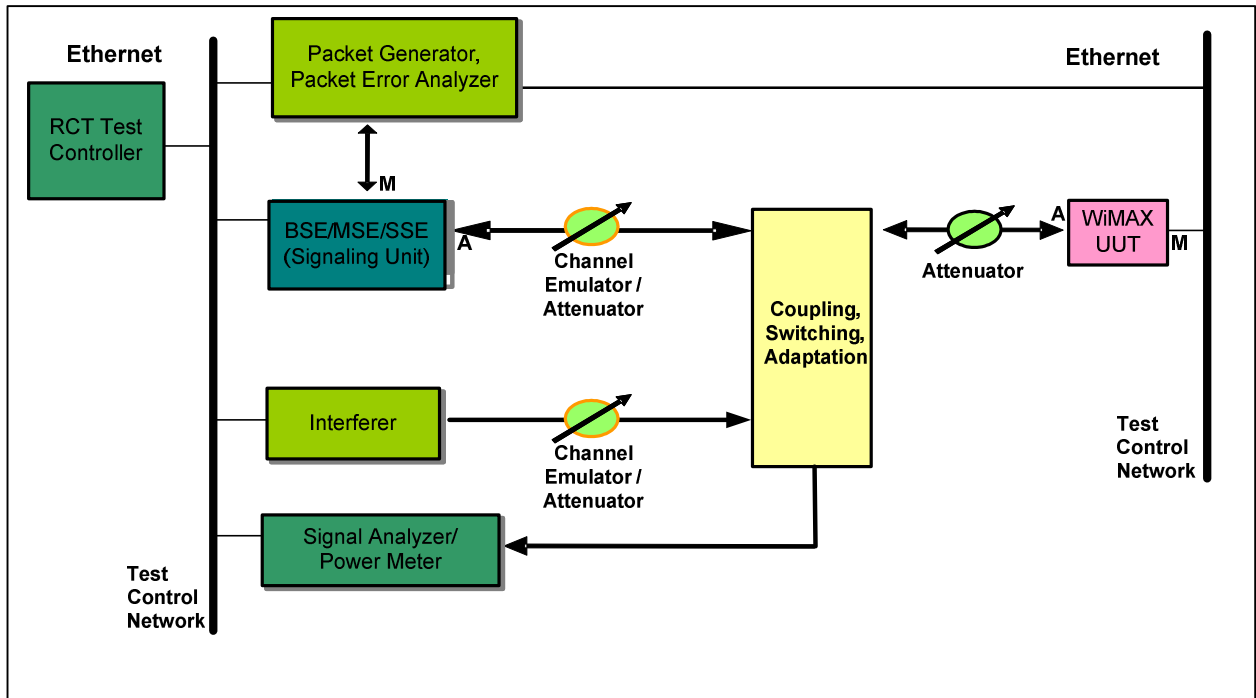 Ethernet
Packet Generator,
Packet Error Analyzer
Ethernet
RCT Test
Controller
M
BSE/MSE/SSE
(Signaling Unit)
A
Channel
Emulator /
Attenuator
Coupling,
Switching,
Adaptation
Attenuator
A
WiMAX
UUT
M
Interferer
Channel
Emulator /
Attenuator
Test
Control
Network
Signal Analyzer/
Power Meter
Test
Control
Network